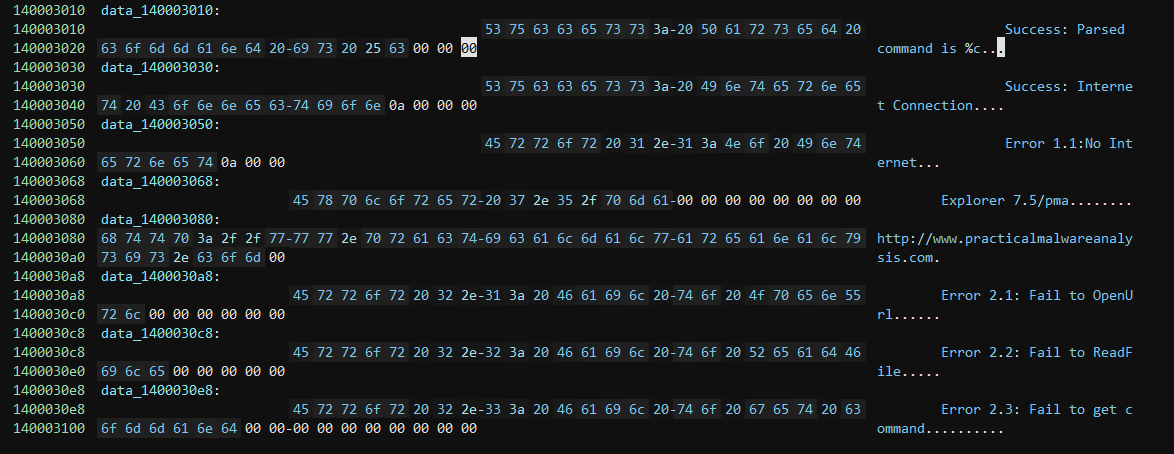 140003010 data_140003010:
140003010 53 75 63 63 65 73 73 3a-20 50 61 72 73 65 64 20 Success: Parsed
140003020 63 6f 6d 6d 61 6e 64 20-69 73 20 25 63 00 00 00 command is %c...
140003030 data_140003030:
140003030 53 75 63 63 65 73 73 3a-20 49 6e 74 65 72 6e 65 Success: Interne
140003040 74 20 43 6f 6e 6e 65 63-74 69 6f 6e 0a 00 00 00 t Connection....
140003050 data_140003050:
140003050 45 72 72 6f 72 20 31 2e-31 3a 4e 6f 20 49 6e 74 Error 1.1:No Int
140003060 65 72 6e 65 74 0a 00 00 ernet...
140003068 data_140003068:
140003068 45 78 70 6c 6f 72 65 72-20 37 2e 35 2f 70 6d 61-00 00 00 00 00 00 00 00 Explorer 7.5/pma........
140003080 data_140003080:
140003080 68 74 74 70 3a 2f 2f 77-77 77 2e 70 72 61 63 74-69 63 61 6c 6d 61 6c 77-61 72 65 61 6e 61 6c 79 http://www.practicalmalwareanaly
1400030a0 73 69 73 2e 63 6f 6d 00 sis.com.
1400030a8 data_1400030a8:
1400030a8 45 72 72 6f 72 20 32 2e-31 3a 20 46 61 69 6c 20-74 6f 20 4f 70 65 6e 55 Error 2.1: Fail to OpenU
1400030c0 72 6c 00 00 00 00 00 00 rl......
1400030c8 data_1400030c8:
1400030c8 45 72 72 6f 72 20 32 2e-32 3a 20 46 61 69 6c 20-74 6f 20 52 65 61 64 46 Error 2.2: Fail to ReadF
1400030e0 69 6c 65 00 00 00 00 00 ile.....
1400030e8 data_1400030e8:
1400030e8 45 72 72 6f 72 20 32 2e-33 3a 20 46 61 69 6c 20-74 6f 20 67 65 74 20 63 Error 2.3: Fail to get c
140003100 6f 6d 6d 61 6e 64 00 00-00 00 00 00 00 00 00 00 ommand..........